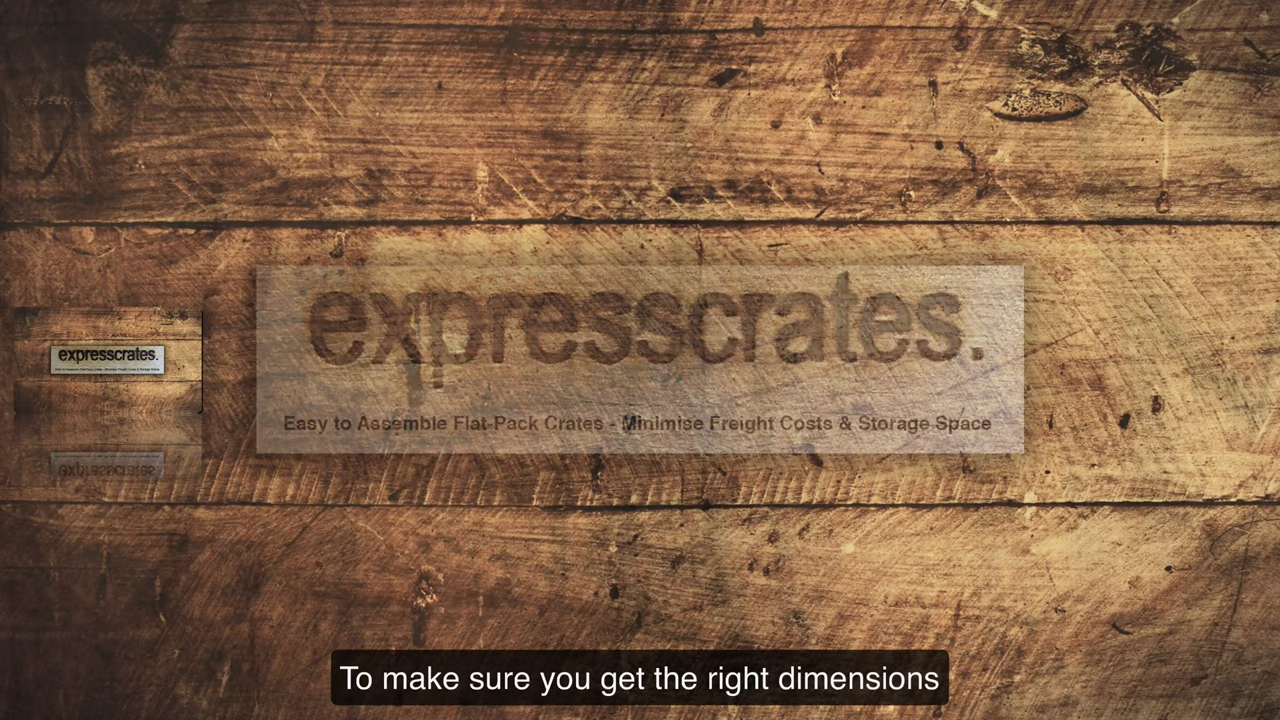 expresscrates.
Easy to Assemble Flat-Pack Crates - Minimise Freight Costs & Storage Space
expresscrates.
To make sure you get the right dimensions